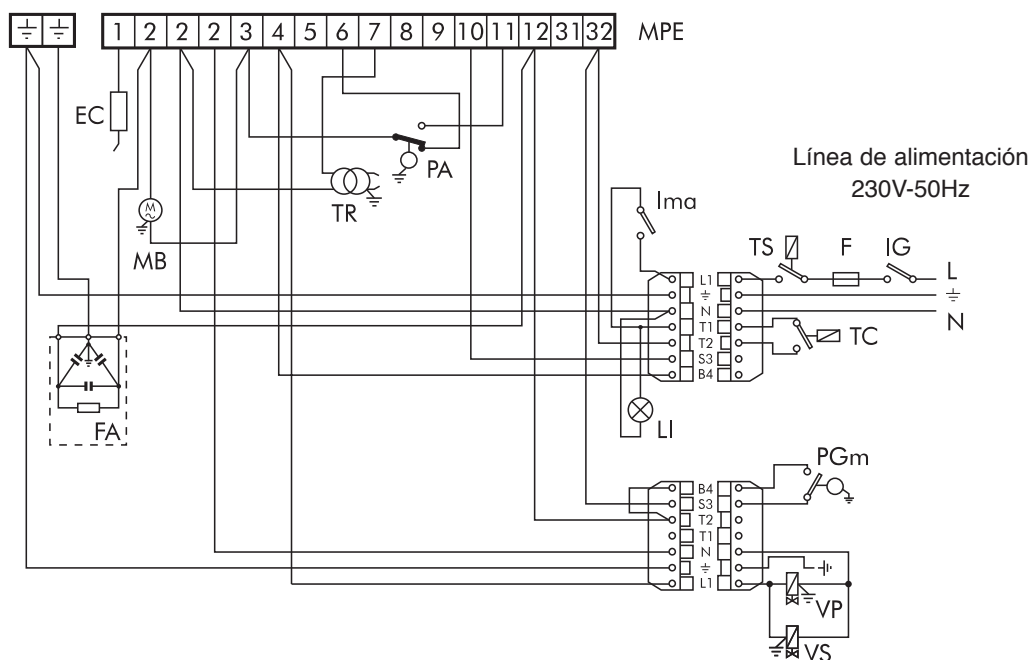 ⏚ ⏚ 1 2 2 2 3 4 5 6 7 8 9 10 11 12 31 32 MPE
EC
PA
TR
MB
FA
Línea de alimentación
230V-50Hz
Ima
TS F IG
L
⏚
N
TC
L1
⏚
N
T1
T2
S3
B4
LI
PGm
B4
S3
T2
T1
N
⏚
L1
VP
VS
M
~